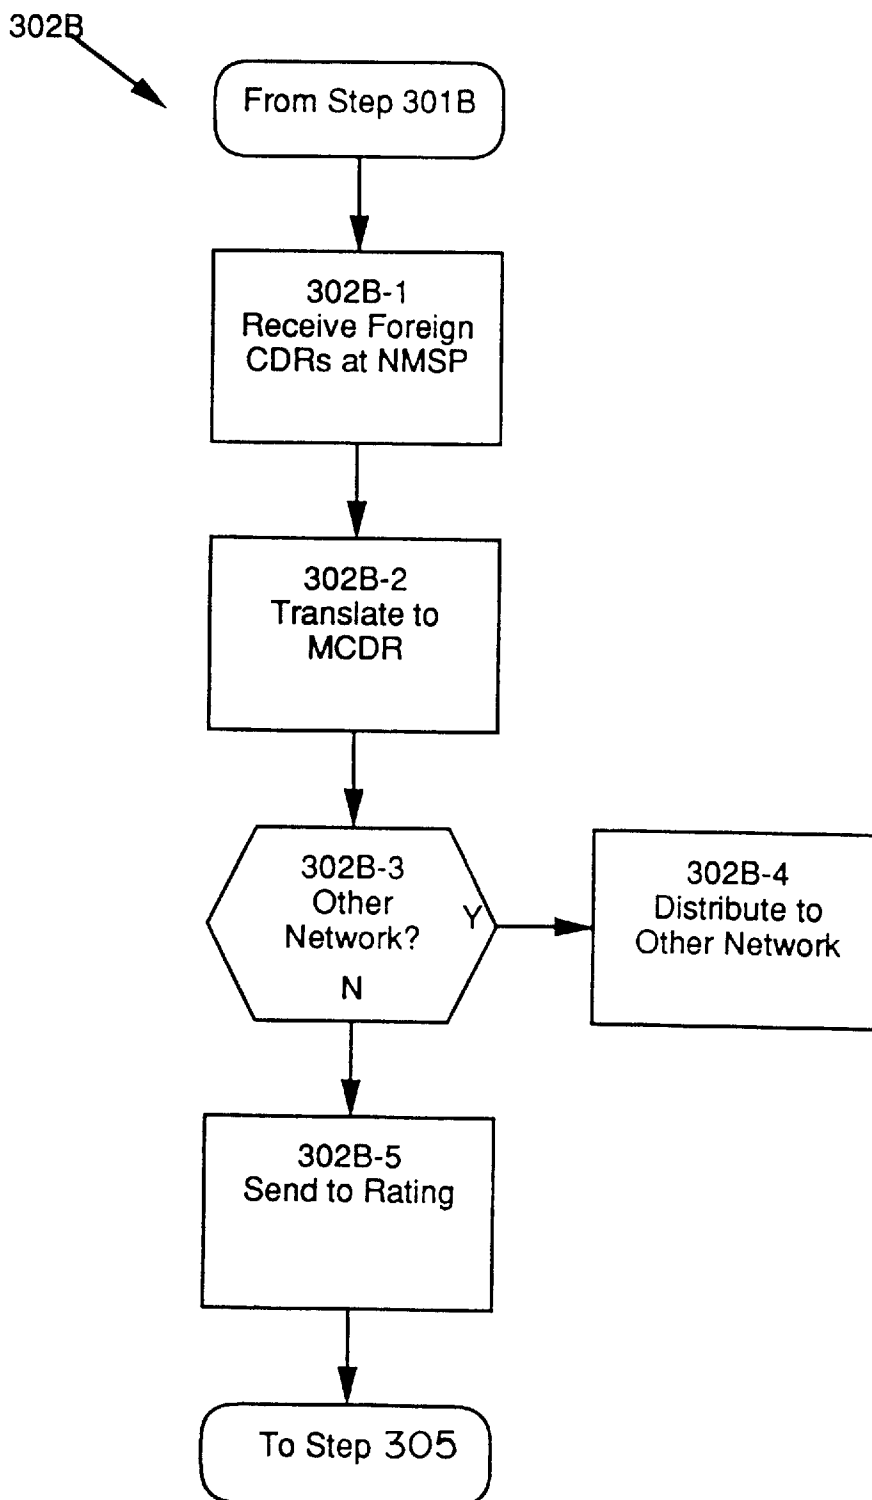 302B
From Step 301B
302B-1
Receive Foreign
CDRs at NMSP
302B-2
Translate to
MCDR
302B-3
Other
Network?
Y
N
302B-4
Distribute to
Other Network
302B-5
Send to Rating
To Step 305